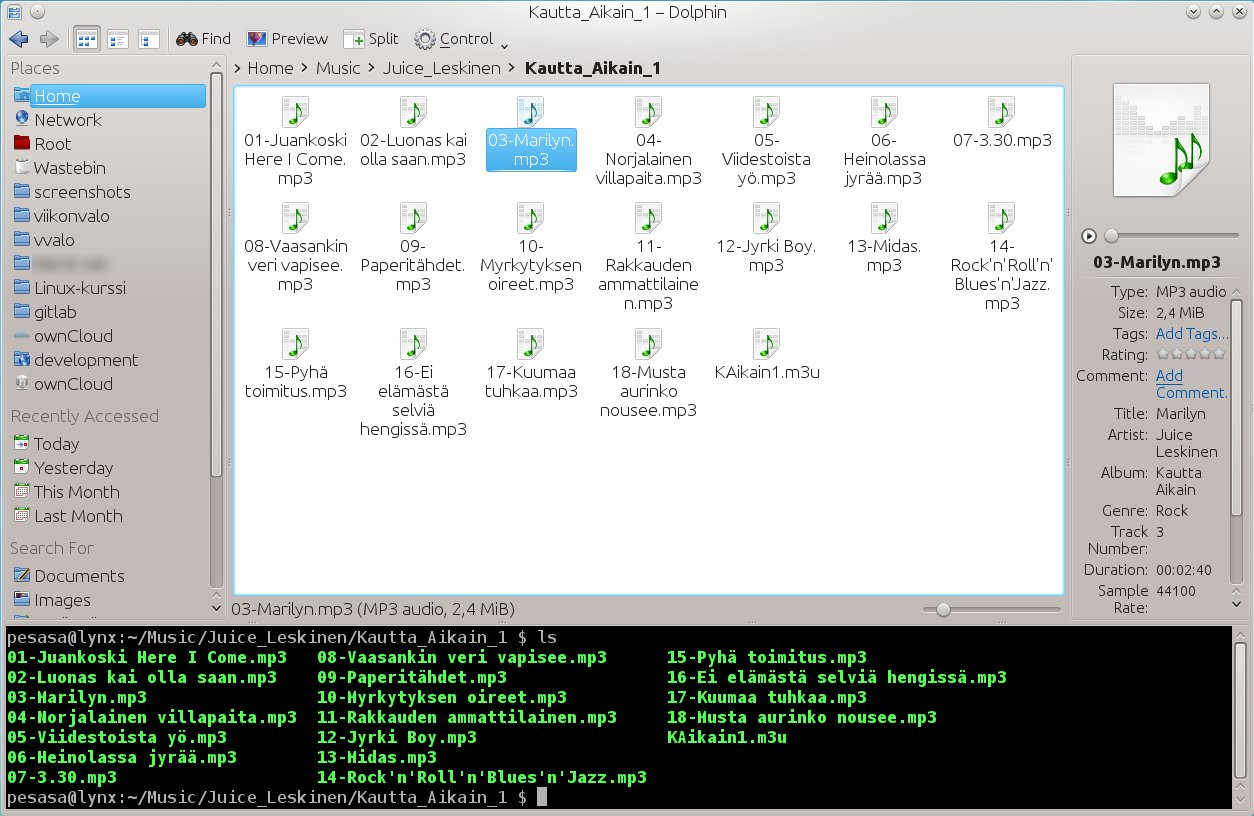 Kautta_Aikain_1 – Dolphin
Find Preview Split Control
Places
Home
Network
Root
Wastebin
screenshots
viikonvalo
vvalo
Linux-kurssi
gitlab
ownCloud
development
ownCloud
Recently Accessed
Today
Yesterday
This Month
Last Month
Search For
Documents
Images
> Home > Music > Juice_Leskinen > Kautta_Aikain_1
01-Juankoski
Here I Come.
mp3
02-Luonas kai
olla saan.mp3
03-Marilyn.
mp3
04-
Norjalainen
villapaita.mp3
05-
Viidestoista
yö.mp3
06-
Heinolassa
jyrää.mp3
07-3.30.mp3
08-Vaasankin
veri vapisee.
mp3
09-
Paperitähdet.
mp3
10-
Myrkytyksen
oireet.mp3
11-
Rakkauden
ammattilaine
n.mp3
12-Jyrki Boy.
mp3
13-Midas.
mp3
14-
Rock'n'Roll'n'
Blues'n'Jazz.
mp3
15-Pyhä
toimitus.mp3
16-Ei
elämästä
selviä
hengissä.mp3
17-Kuumaa
tuhkaa.mp3
18-Musta
aurinko
nousee.mp3
KAikain1.m3u
03-Marilyn.mp3 (MP3 audio, 2,4 MiB)
03-Marilyn.mp3
Type: MP3 audio
Size: 2,4 MiB
Tags: Add Tags...
Rating:
Comment: Add
Comment.
Title: Marilyn
Artist: Juice
Leskinen
Album: Kautta
Aikain
Genre: Rock
Track 3
Number:
Duration: 00:02:40
Sample 44100
Rate:
pesasa@lynx:~/Music/Juice_Leskinen/Kautta_Aikain_1 $ ls
01-Juankoski Here I Come.mp3 08-Vaasankin veri vapisee.mp3 15-Pyhä toimitus.mp3
02-Luonas kai olla saan.mp3 09-Paperitähdet.mp3 16-Ei elämästä selviä hengissä.mp3
03-Marilyn.mp3 10-Myrkytyksen oireet.mp3 17-Kuumaa tuhkaa.mp3
04-Norjalainen villapaita.mp3 11-Rakkauden ammattilainen.mp3 18-Musta aurinko nousee.mp3
05-Viidestoista yö.mp3 12-Jyrki Boy.mp3 KAikain1.m3u
06-Heinolassa jyrää.mp3 13-Midas.mp3
07-3.30.mp3 14-Rock'n'Roll'n'Blues'n'Jazz.mp3
pesasa@lynx:~/Music/Juice_Leskinen/Kautta_Aikain_1 $